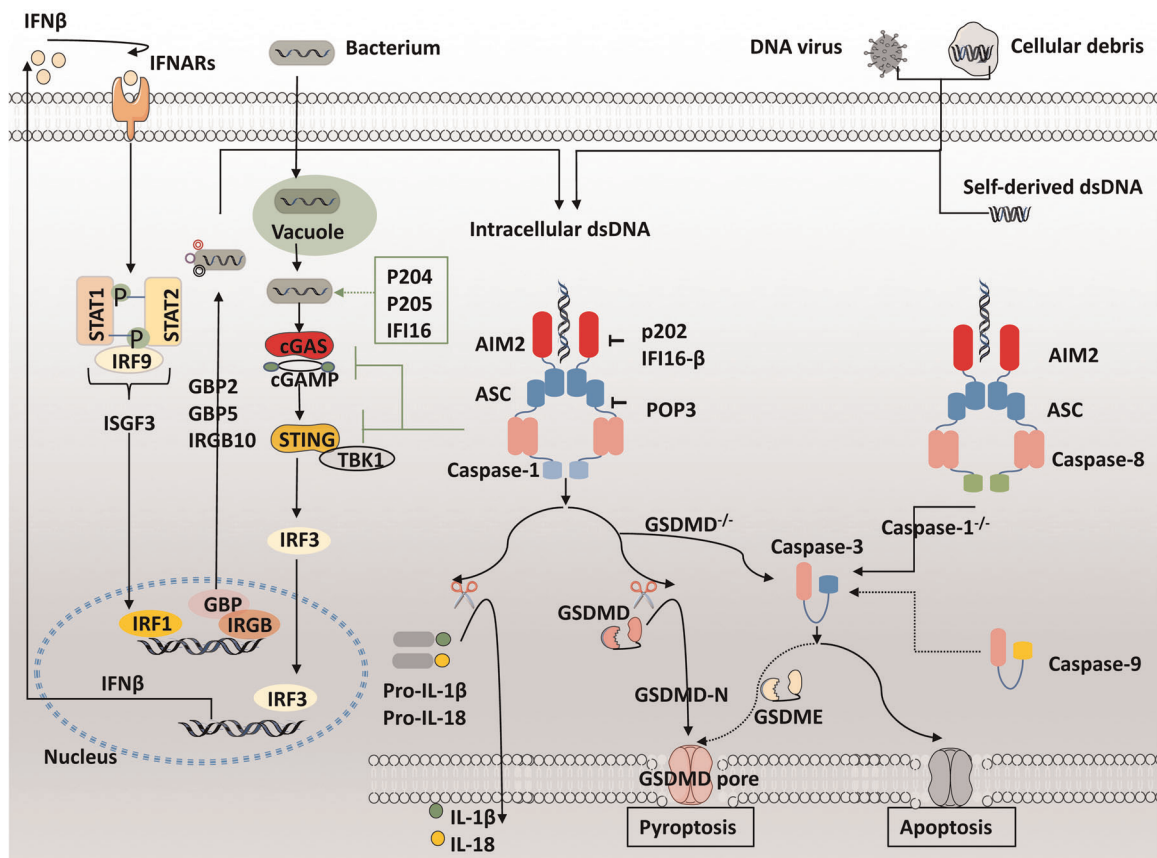 IFNβ
IFNARs
Bacterium
DNA virus
Cellular debris
Self-derived dsDNA
Vacuole
Intracellular dsDNA
P204
P205
IFI16
STAT1
STAT2
P
P
IRF9
ISGF3
GBP2
GBP5
IRGB10
cGAS
cGAMP
STING
TBK1
AIM2
p202
IFI16-β
ASC
POP3
Caspase-1
AIM2
ASC
Caspase-8
Caspase-1-/-
GSDMD-/-
Caspase-3
Caspase-9
IRF3
GBP
IRF1
IRGB
IFNβ
IRF3
Nucleus
Pro-IL-1β
Pro-IL-18
GSDMD
GSDMD-N
GSDME
GSDMD pore
IL-1β
IL-18
Pyroptosis
Apoptosis